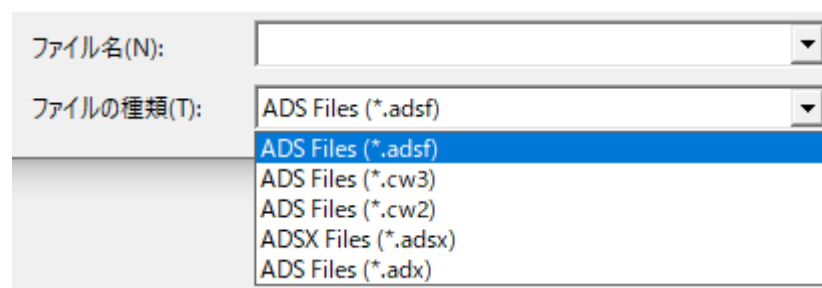 ファイル名(N):
ファイルの種類(T): ADS Files (*.adsf)
ADS Files (*.adsf)
ADS Files (*.cw3)
ADS Files (*.cw2)
ADSX Files (*.adsx)
ADS Files (*.adx)